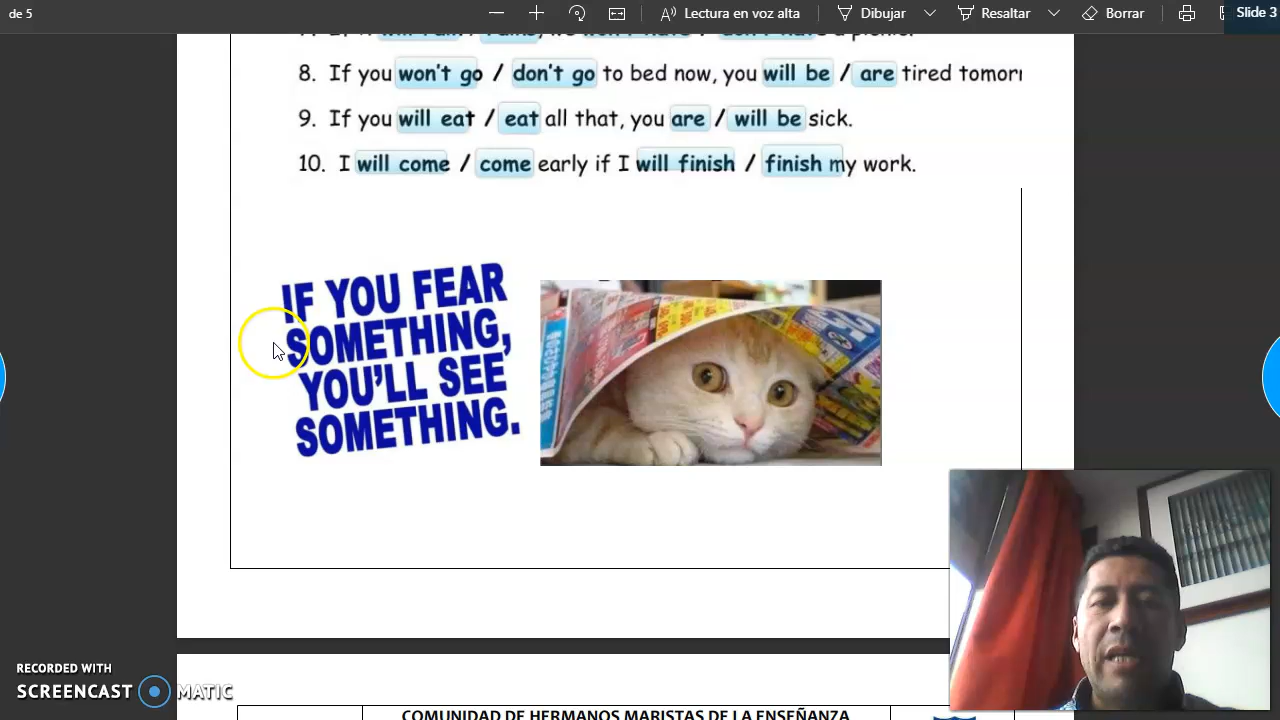 de 5
Lectura en voz alta
Dibujar
Resaltar
Borrar
Slide 3
8. If you won't go / don't go to bed now, you will be / are tired tomorr
9. If you will eat / eat all that, you are / will be sick.
10. I will come / come early if I will finish / finish my work.
IF YOU FEAR
SOMETHING,
YOU'LL SEE
SOMETHING.
RECORDED WITH
SCREENCAST MATIC
COMUNIDAD DE HERMANOS MARISTAS DE LA ENSEÑANZA